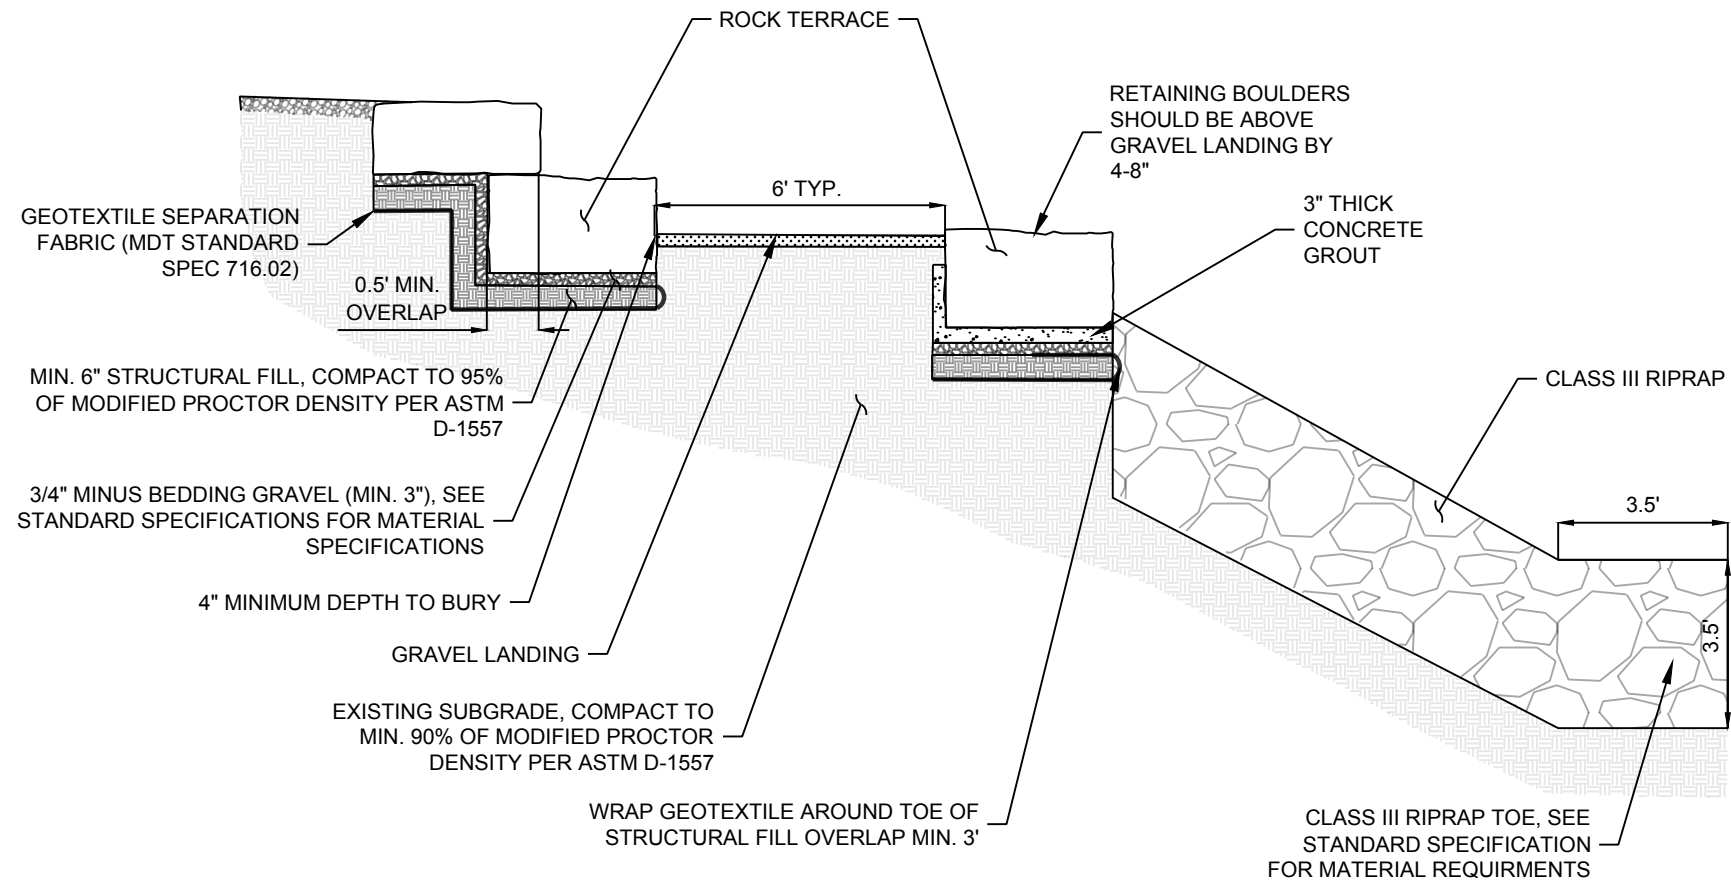 ROCK TERRACE
RETAINING BOULDERS
SHOULD BE ABOVE
GRAVEL LANDING BY
4-8"
6' TYP.
3" THICK
CONCRETE
GROUT
GEOTEXTILE SEPARATION
FABRIC (MDT STANDARD
SPEC 716.02)
0.5' MIN.
OVERLAP
MIN. 6" STRUCTURAL FILL, COMPACT TO 95%
OF MODIFIED PROCTOR DENSITY PER ASTM
D-1557
CLASS III RIPRAP
3/4" MINUS BEDDING GRAVEL (MIN. 3"), SEE
STANDARD SPECIFICATIONS FOR MATERIAL
SPECIFICATIONS
3.5'
4" MINIMUM DEPTH TO BURY
3.5'
GRAVEL LANDING
EXISTING SUBGRADE, COMPACT TO
MIN. 90% OF MODIFIED PROCTOR
DENSITY PER ASTM D-1557
WRAP GEOTEXTILE AROUND TOE OF
STRUCTURAL FILL OVERLAP MIN. 3'
CLASS III RIPRAP TOE, SEE
STANDARD SPECIFICATION
FOR MATERIAL REQUIRMENTS